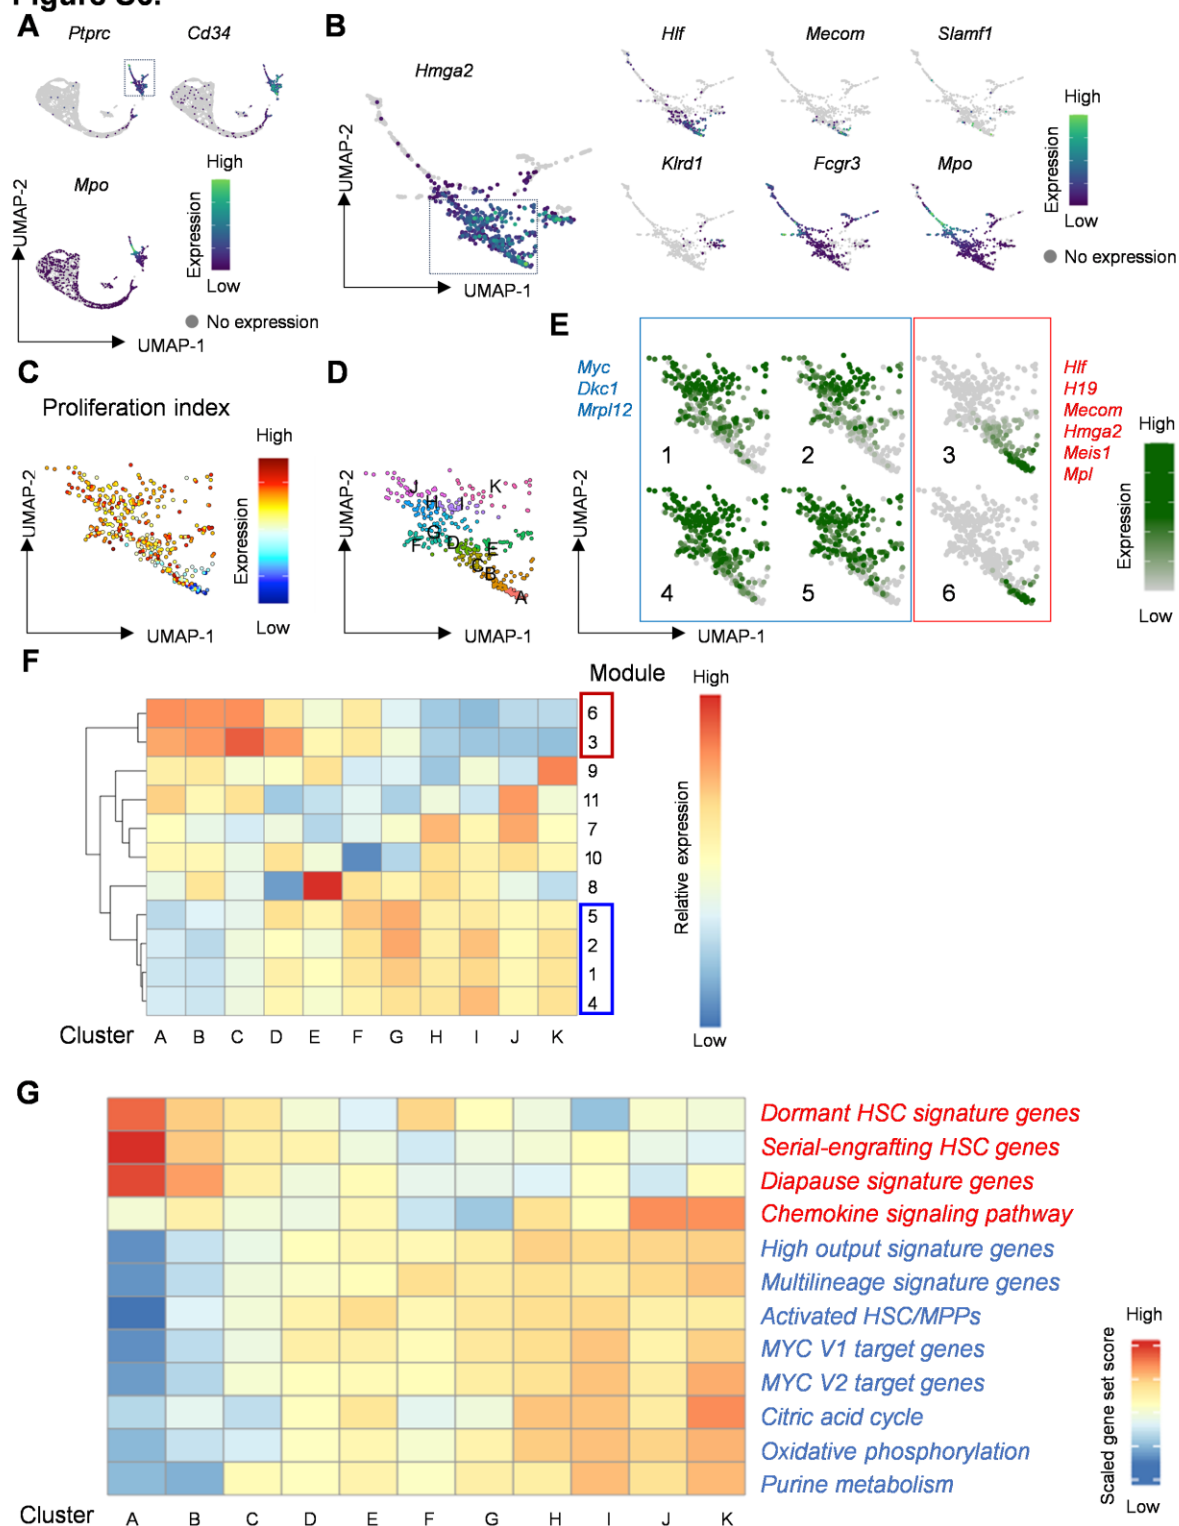 A
Ptprc
Cd34
Mpo
High
Expression
Low
No expression
UMAP-2
UMAP-1
B
Hmga2
UMAP-2
UMAP-1
Hlf
Mecom
Slamf1
Klrd1
Fcgr3
Mpo
High
Expression
Low
No expression
C
Proliferation index
High
Expression
Low
UMAP-2
UMAP-1
D
J
H
I
K
G
F
D
E
C
B
A
UMAP-2
UMAP-1
E
Myc
Dkc1
Mrpl12
1
2
3
4
5
6
Hlf
H19
Mecom
Hmga2
Meis1
Mpl
High
Expression
Low
UMAP-2
UMAP-1
F
Module
6
3
9
11
7
10
8
5
2
1
4
Cluster A B C D E F G H I J K
High
Relative expression
Low
G
Dormant HSC signature genes
Serial-engrafting HSC genes
Diapause signature genes
Chemokine signaling pathway
High output signature genes
Multilineage signature genes
Activated HSC/MPPs
MYC V1 target genes
MYC V2 target genes
Citric acid cycle
Oxidative phosphorylation
Purine metabolism
Cluster A B C D E F G H I J K
High
Scaled gene set score
Low